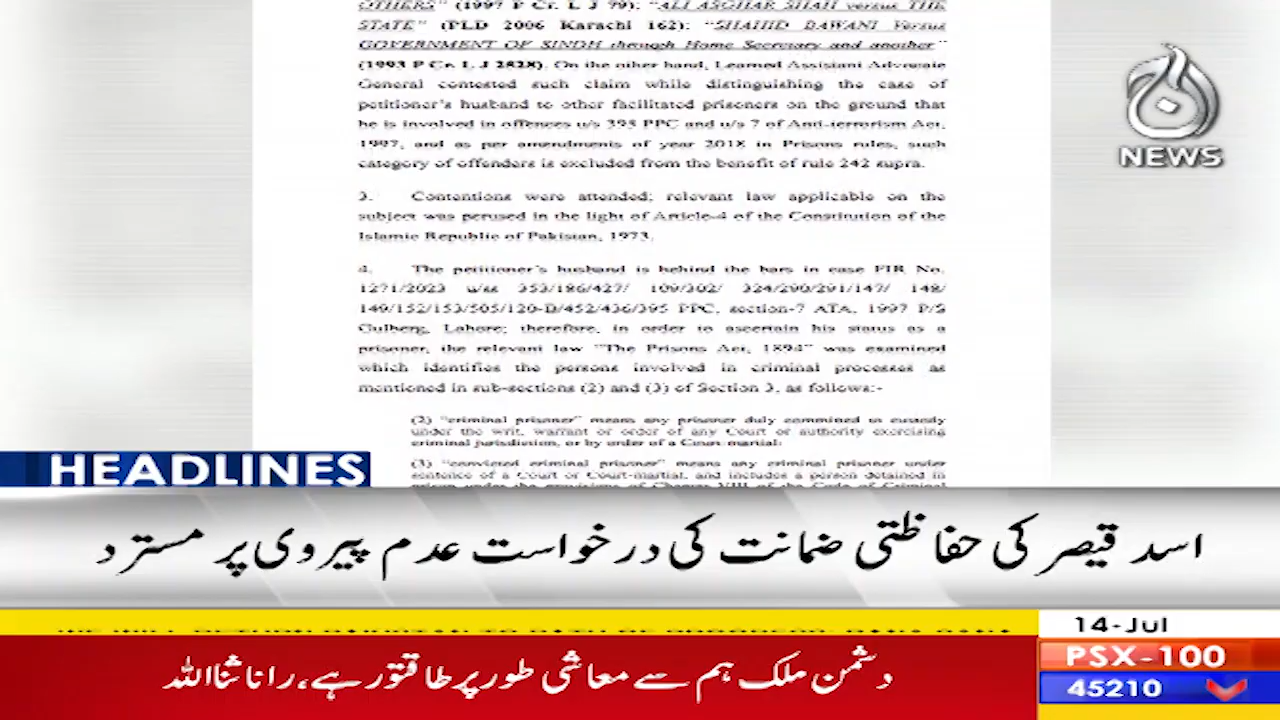 OTHERS" (1997 P Cr. L J 79); "ALI ASGHAR SHAH versus THE
STATE" (PLD 2006 Karachi 162); "SHAHID BAWANI Versus
GOVERNMENT OF SINDH through Home Secretary and another"
(1993 P Cr. L J 2828). On the other hand, Learned Assistant Advocate
General contested such claim while distinguishing the case of
petitioner's husband to other facilitated prisoners on the ground that
he is involved in offences u/s 395 PPC and u/s 7 of Anti-terrorism Act,
1997, and as per amendments of year 2018 in Prisons rules, such
category of offenders is excluded from the benefit of rule 242 supra.
3. Contentions were attended; relevant law applicable on the
subject was perused in the light of Article-4 of the Constitution of the
Islamic Republic of Pakistan, 1973.
4. The petitioner's husband is behind the bars in case FIR No.
1271/2023 u/ss 353/186/427/ 109/302/ 324/290/291/147/ 148/
149/152/153/505/120-B/452/436/395 PPC, section-7 ATA, 1997 P/S
Gulberg, Lahore; therefore, in order to ascertain his status as a
prisoner, the relevant law "The Prisons Act, 1894" was examined
which identifies the persons involved in criminal processes as
mentioned in sub-sections (2) and (3) of Section 3, as follows:-
(2) "criminal prisoner" means any prisoner duly committed to custody
under the writ, warrant or order of any Court or authority exercising
criminal jurisdiction, or by order of a Court-martial;
(3) "convicted criminal prisoner" means any criminal prisoner under
sentence of a Court or Court-martial, and includes a person detained in
prison under the provisions of Chapter VIII of the Code of Criminal
NEWS
HEADLINES
اسد قیصر کی حفاظتی ضمانت کی درخواست عدم پیروی پر مسترد
دشمن ملک ہم سے معاشی طور پر طاقتور ہے، رانا ثنااللہ
14-Jul
PSX-100
45210